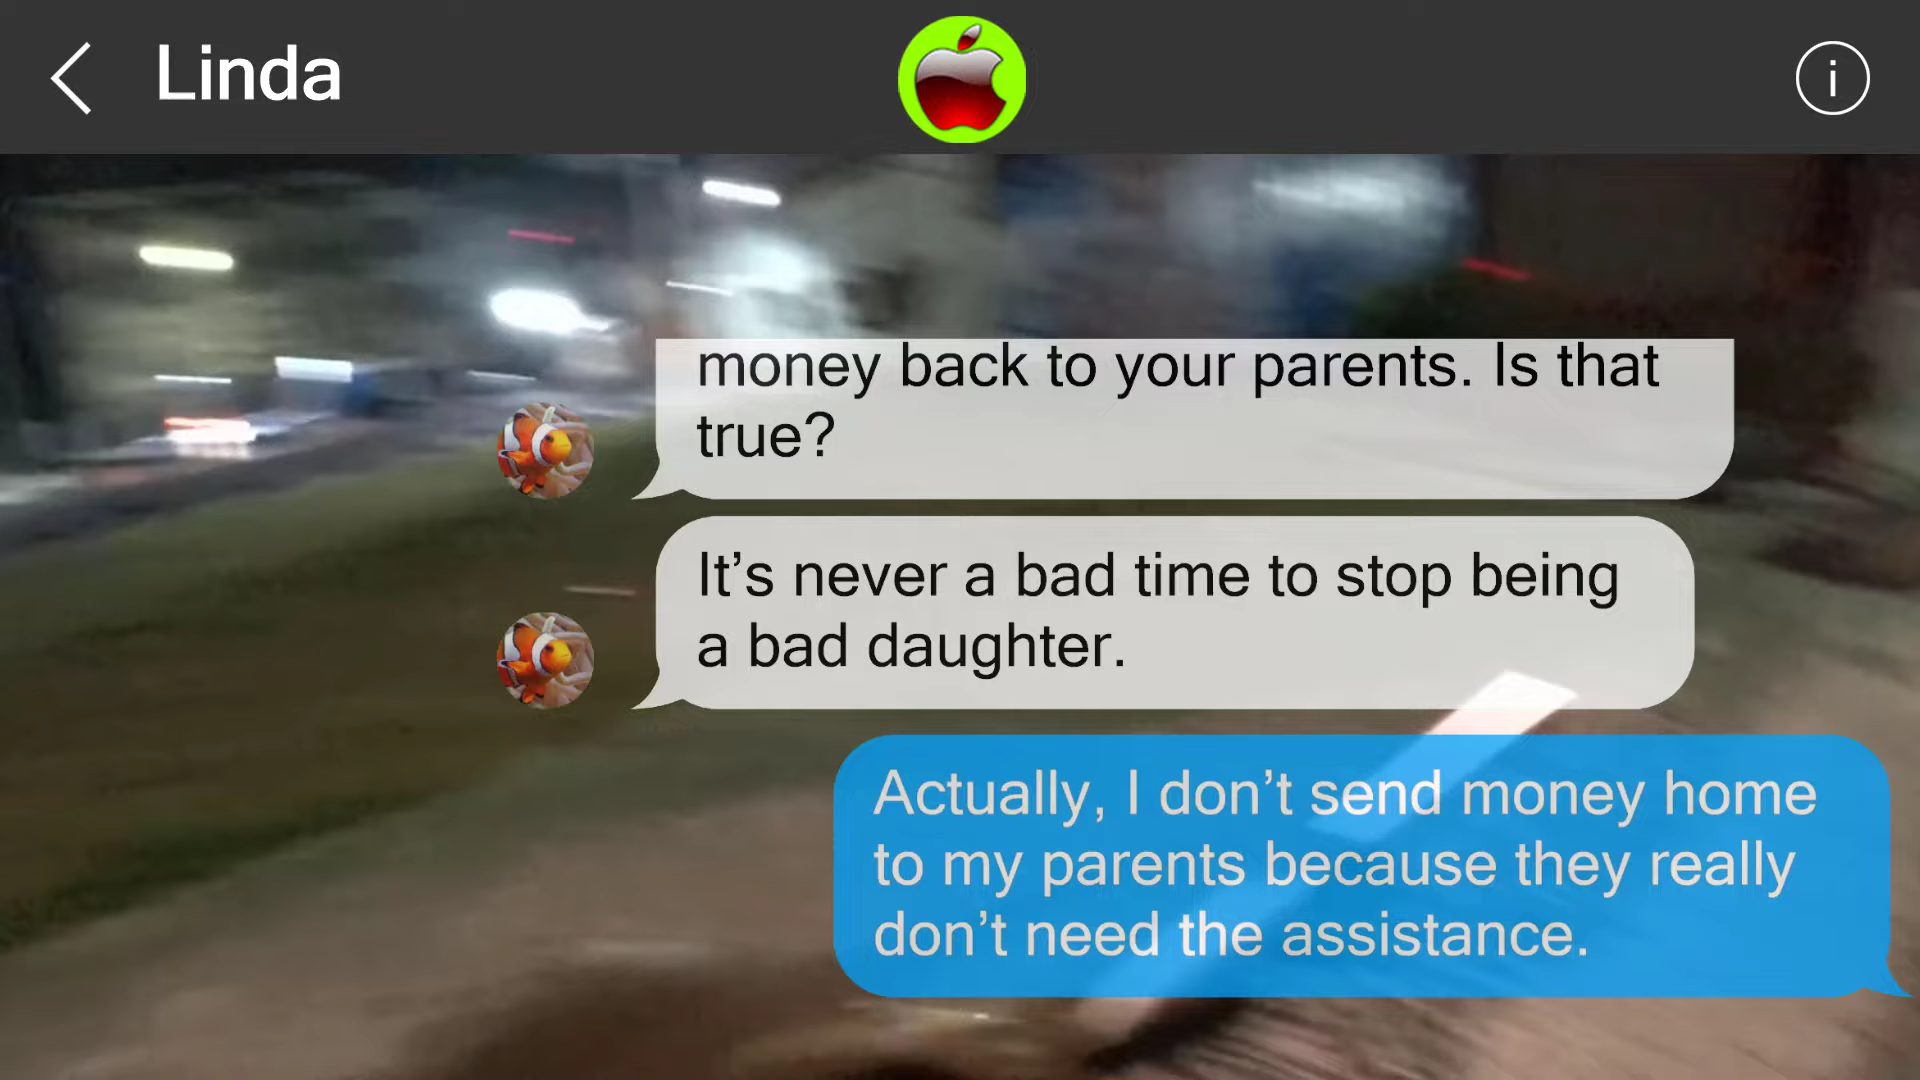 Linda
i
money back to your parents. Is that
true?
It’s never a bad time to stop being
a bad daughter.
Actually, I don’t send money home
to my parents because they really
don’t need the assistance.